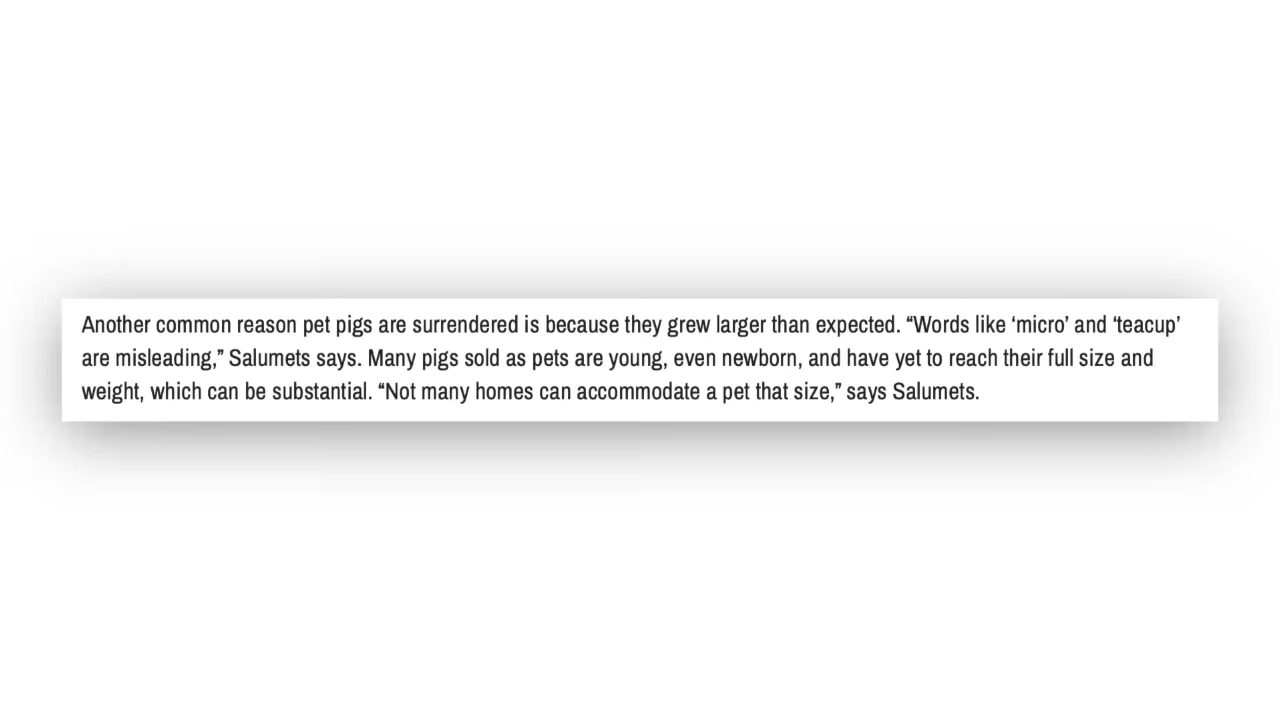 Another common reason pet pigs are surrendered is because they grew larger than expected. “Words like ‘micro’ and ‘teacup’
are misleading,” Salumets says. Many pigs sold as pets are young, even newborn, and have yet to reach their full size and
weight, which can be substantial. “Not many homes can accommodate a pet that size,” says Salumets.